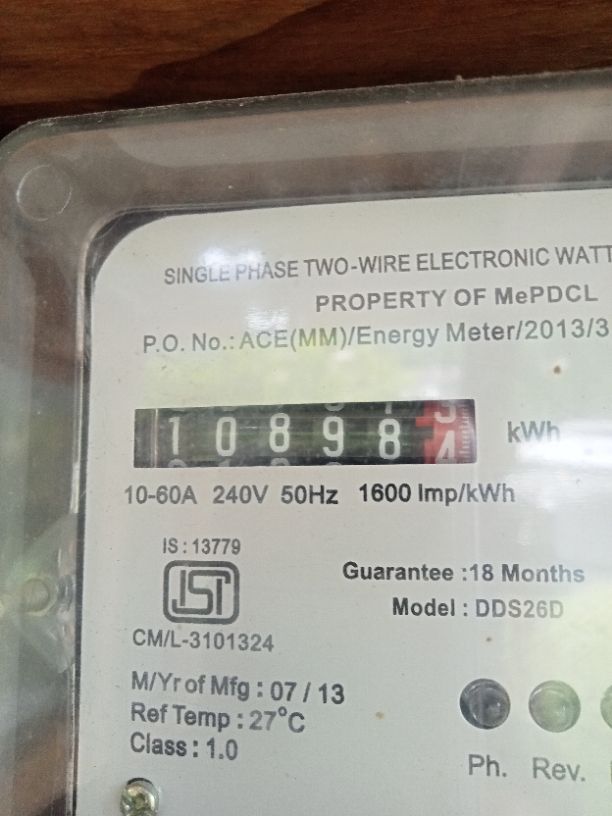 SINGLE PHASE TWO-WIRE ELECTRONIC WATT
PROPERTY OF MePDCL
P.O. No.: ACE(MM)/Energy Meter/2013/3
1 0 8 9 8 kWh
10-60A 240V 50Hz 1600 Imp/kWh
IS : 13779
ISI
CM/L-3101324
Guarantee : 18 Months
Model : DDS26D
M/Yr of Mfg : 07 / 13
Ref Temp : 27°C
Class : 1.0
Ph. Rev.